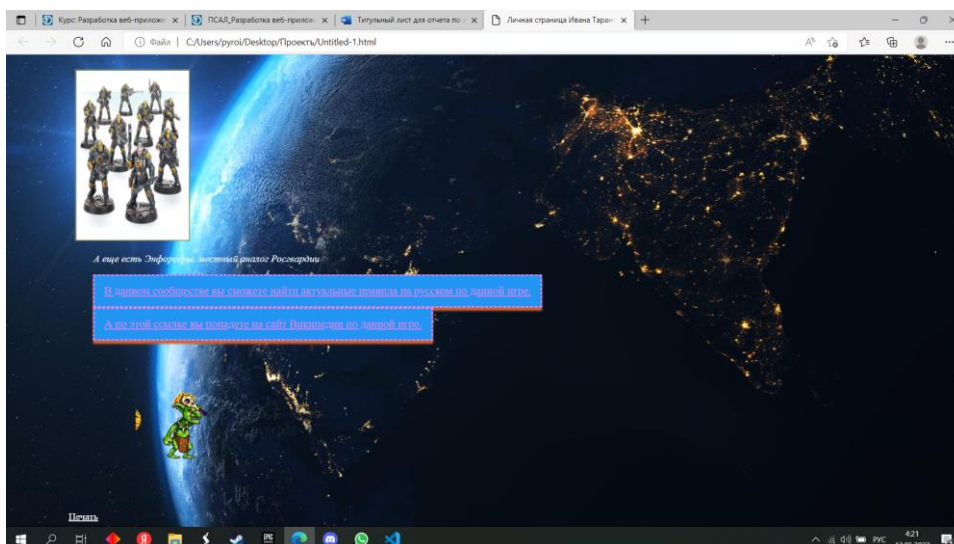 Курс: Разработка веб-приложе
ПСАЛ_Разработка веб-прилож
Титульный лист для отчета по
Личная страница Ивана Таран
Файл | C:/Users/pyroi/Desktop/Проекты/Untitled-1.html
А еще есть Энфорсеры, местный аналог Росгвардии
В данном сообществе вы сможете найти актуальные правила на русском по данной игре.
А по этой ссылке вы попадете на сайт Википедии по данной игре.
Печать
EPIC
РУС
4:21